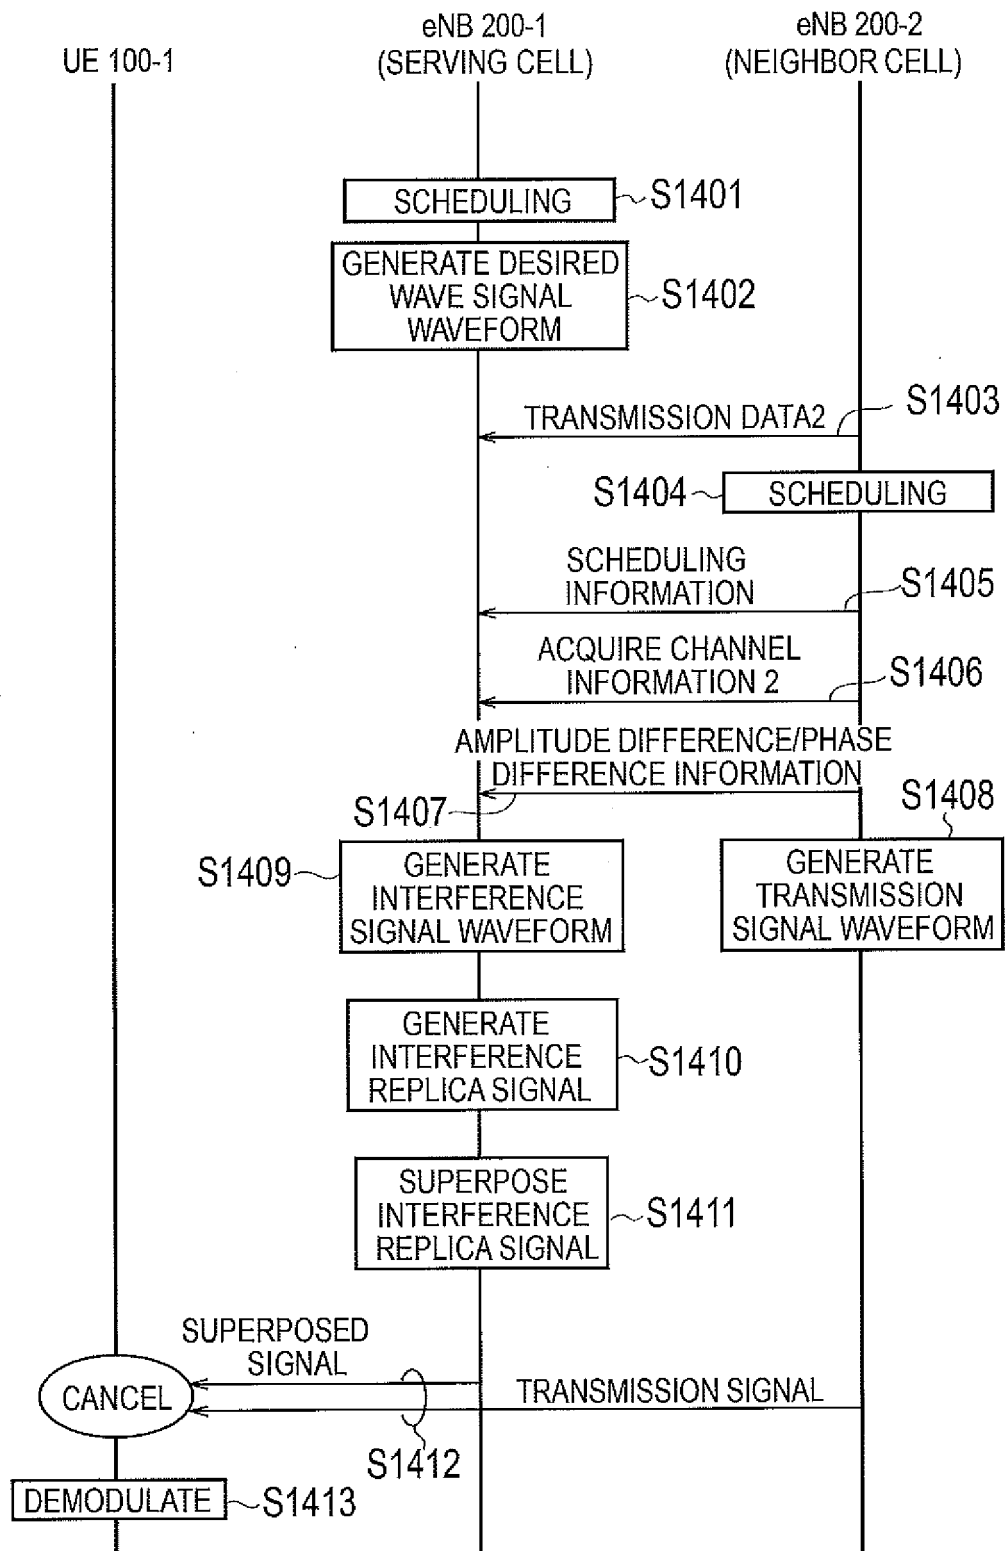 UE 100-1
eNB 200-1
(SERVING CELL)
eNB 200-2
(NEIGHBOR CELL)
SCHEDULING
S1401
GENERATE DESIRED
WAVE SIGNAL
WAVEFORM
S1402
TRANSMISSION DATA2
S1403
S1404
SCHEDULING
SCHEDULING
INFORMATION
S1405
ACQUIRE CHANNEL
INFORMATION 2
S1406
AMPLITUDE DIFFERENCE/PHASE
DIFFERENCE INFORMATION
S1407
S1408
S1409
GENERATE
INTERFERENCE
SIGNAL WAVEFORM
GENERATE
TRANSMISSION
SIGNAL WAVEFORM
GENERATE
INTERFERENCE
REPLICA SIGNAL
S1410
SUPERPOSE
INTERFERENCE
REPLICA SIGNAL
S1411
SUPERPOSED
SIGNAL
TRANSMISSION SIGNAL
CANCEL
S1412
DEMODULATE
S1413